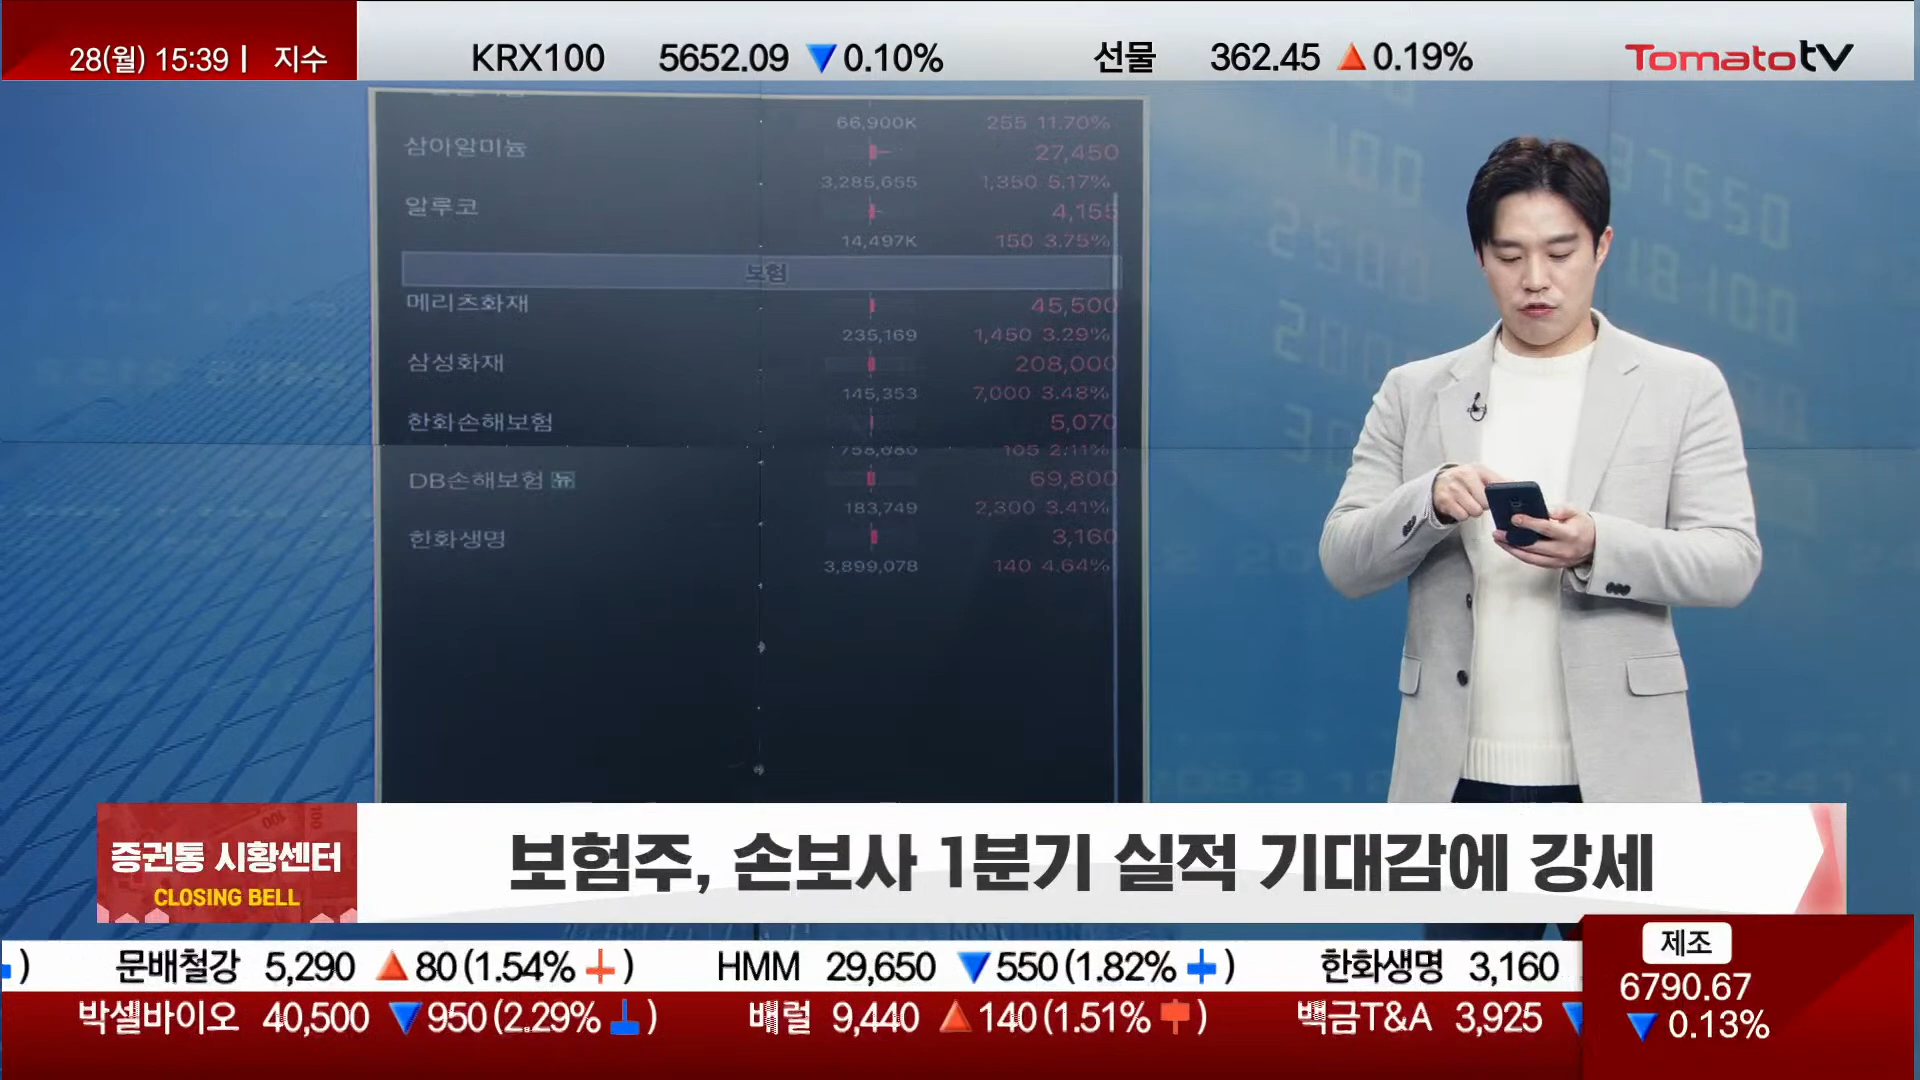 28(월) 15:39 | 지수
KRX100 5652.09 ▼ 0.10% 선물 362.45 ▲ 0.19%
Tomatotv
66,900K 255 11.70%
삼아알미늄 27,450
3,285,655 1,350 5.17%
알루코 4,155
14,497K 150 3.75%
보험
메리츠화재 45,500
235,169 1,450 3.29%
삼성화재 208,000
145,353 7,000 3.48%
한화손해보험 5,070
758,680 105 2.11%
DB손해보험 뉴 69,800
183,749 2,300 3.41%
한화생명 3,160
3,899,078 140 4.64%
증권통 시황센터
CLOSING BELL
보험주, 손보사 1분기 실적 기대감에 강세
) 문배철강 5,290 ▲ 80 (1.54% ) HMM 29,650 ▼ 550 (1.82% ) 한화생명 3,160
박셀바이오 40,500 ▼ 950 (2.29% ) 배럴 9,440 ▲ 140 (1.51% ) 백금T&A 3,925 ▼
제조
6790.67
▼ 0.13%